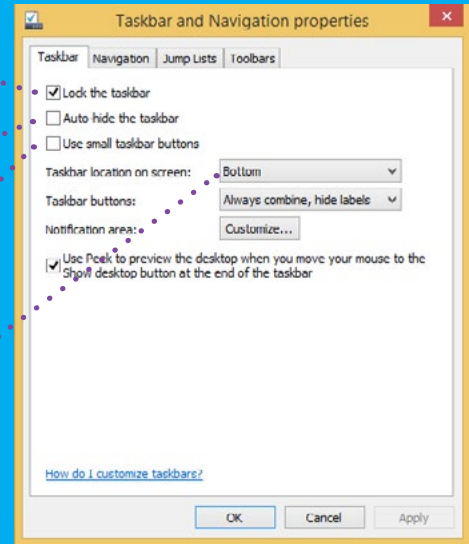 Taskbar and Navigation properties
Taskbar Navigation Jump Lists Toolbars
Lock the taskbar
Auto-hide the taskbar
Use small taskbar buttons
Taskbar location on screen: Bottom
Taskbar buttons: Always combine, hide labels
Notification area: Customize...
Use Peek to preview the desktop when you move your mouse to the
Show desktop button at the end of the taskbar
How do I customize taskbars?
OK Cancel Apply